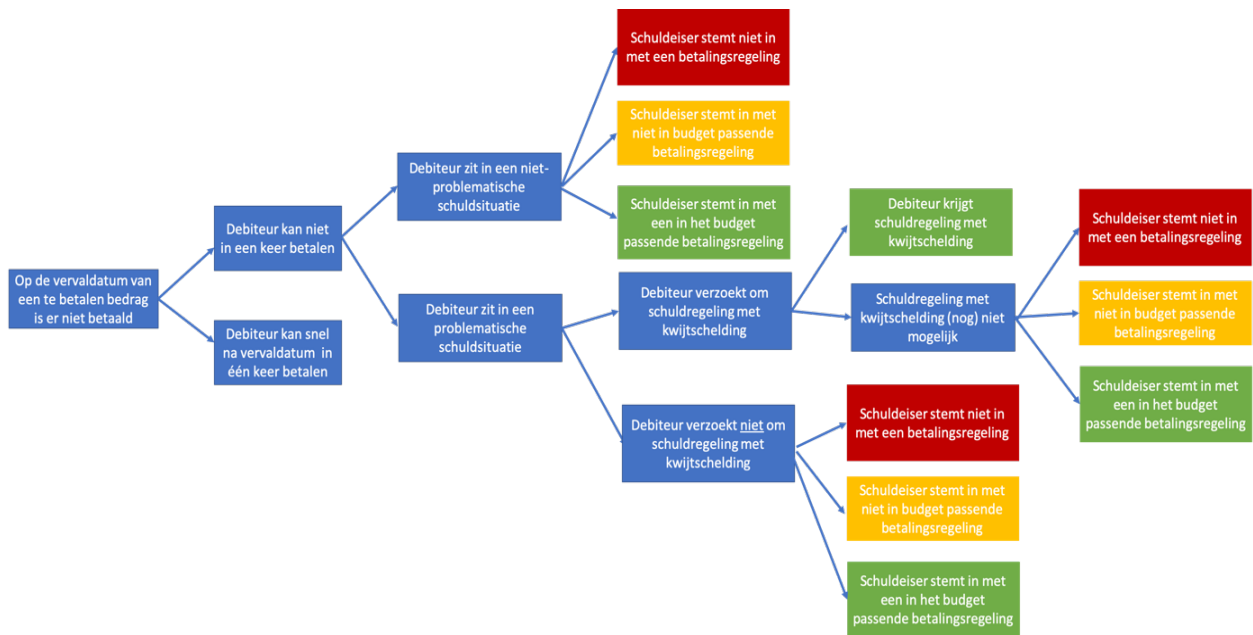 Op de vervaldatum van
een te betalen bedrag
is er niet betaald
Debiteur kan niet
in een keer betalen
Debiteur kan snel
na vervaldatum in
één keer betalen
Debiteur zit in een niet-
problematische
schuldsituatie
Debiteur zit in een
problematische
schuldsituatie
Schuldeiser stemt niet in
met een betalingsregeling
Schuldeiser stemt in met
niet in budget passende
betalingsregeling
Schuldeiser stemt in met
een in het budget
passende betalingsregeling
Debiteur verzoekt om
schuldregeling met
kwijtschelding
Debiteur verzoekt niet om
schuldregeling met
kwijtschelding
Debiteur krijgt
schuldregeling met
kwijtschelding
Schuldregeling met
kwijtschelding (nog) niet
mogelijk
Schuldeiser stemt niet in
met een betalingsregeling
Schuldeiser stemt in met
niet in budget passende
betalingsregeling
Schuldeiser stemt in met
een in het budget
passende betalingsregeling
Schuldeiser stemt niet in
met een betalingsregeling
Schuldeiser stemt in met
niet in budget passende
betalingsregeling
Schuldeiser stemt in met
een in het budget
passende betalingsregeling